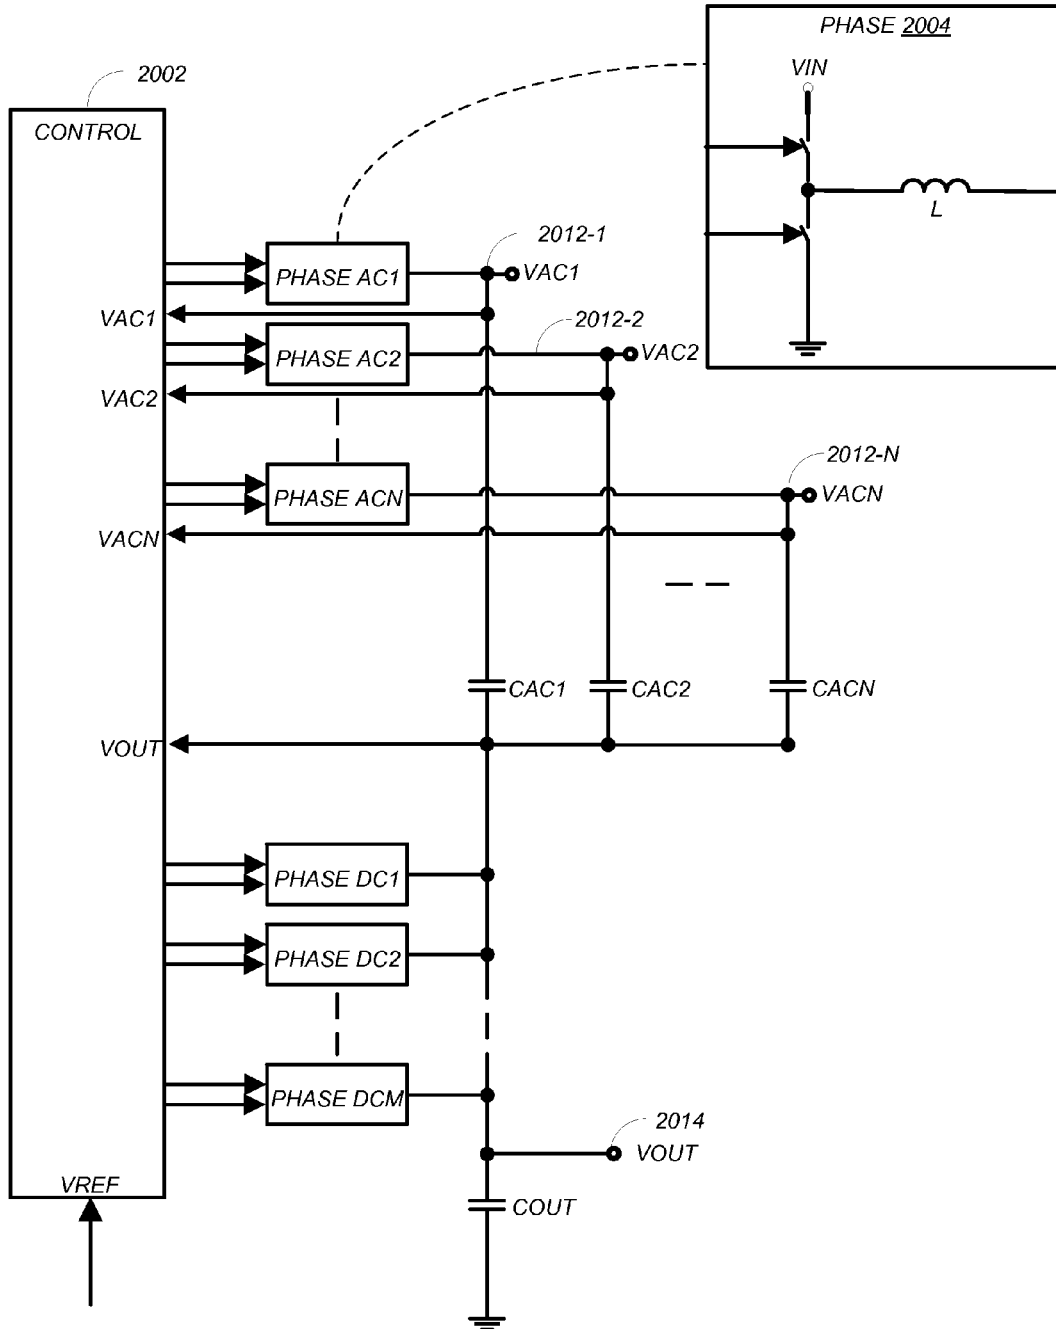 PHASE 2004
2002
VIN
CONTROL
L
2012-1
PHASE AC1
VAC1
VAC1
2012-2
PHASE AC2
VAC2
VAC2
2012-N
PHASE ACN
VACN
VACN
CAC1
CAC2
CACN
VOUT
PHASE DC1
PHASE DC2
PHASE DCM
2014
VOUT
VREF
COUT